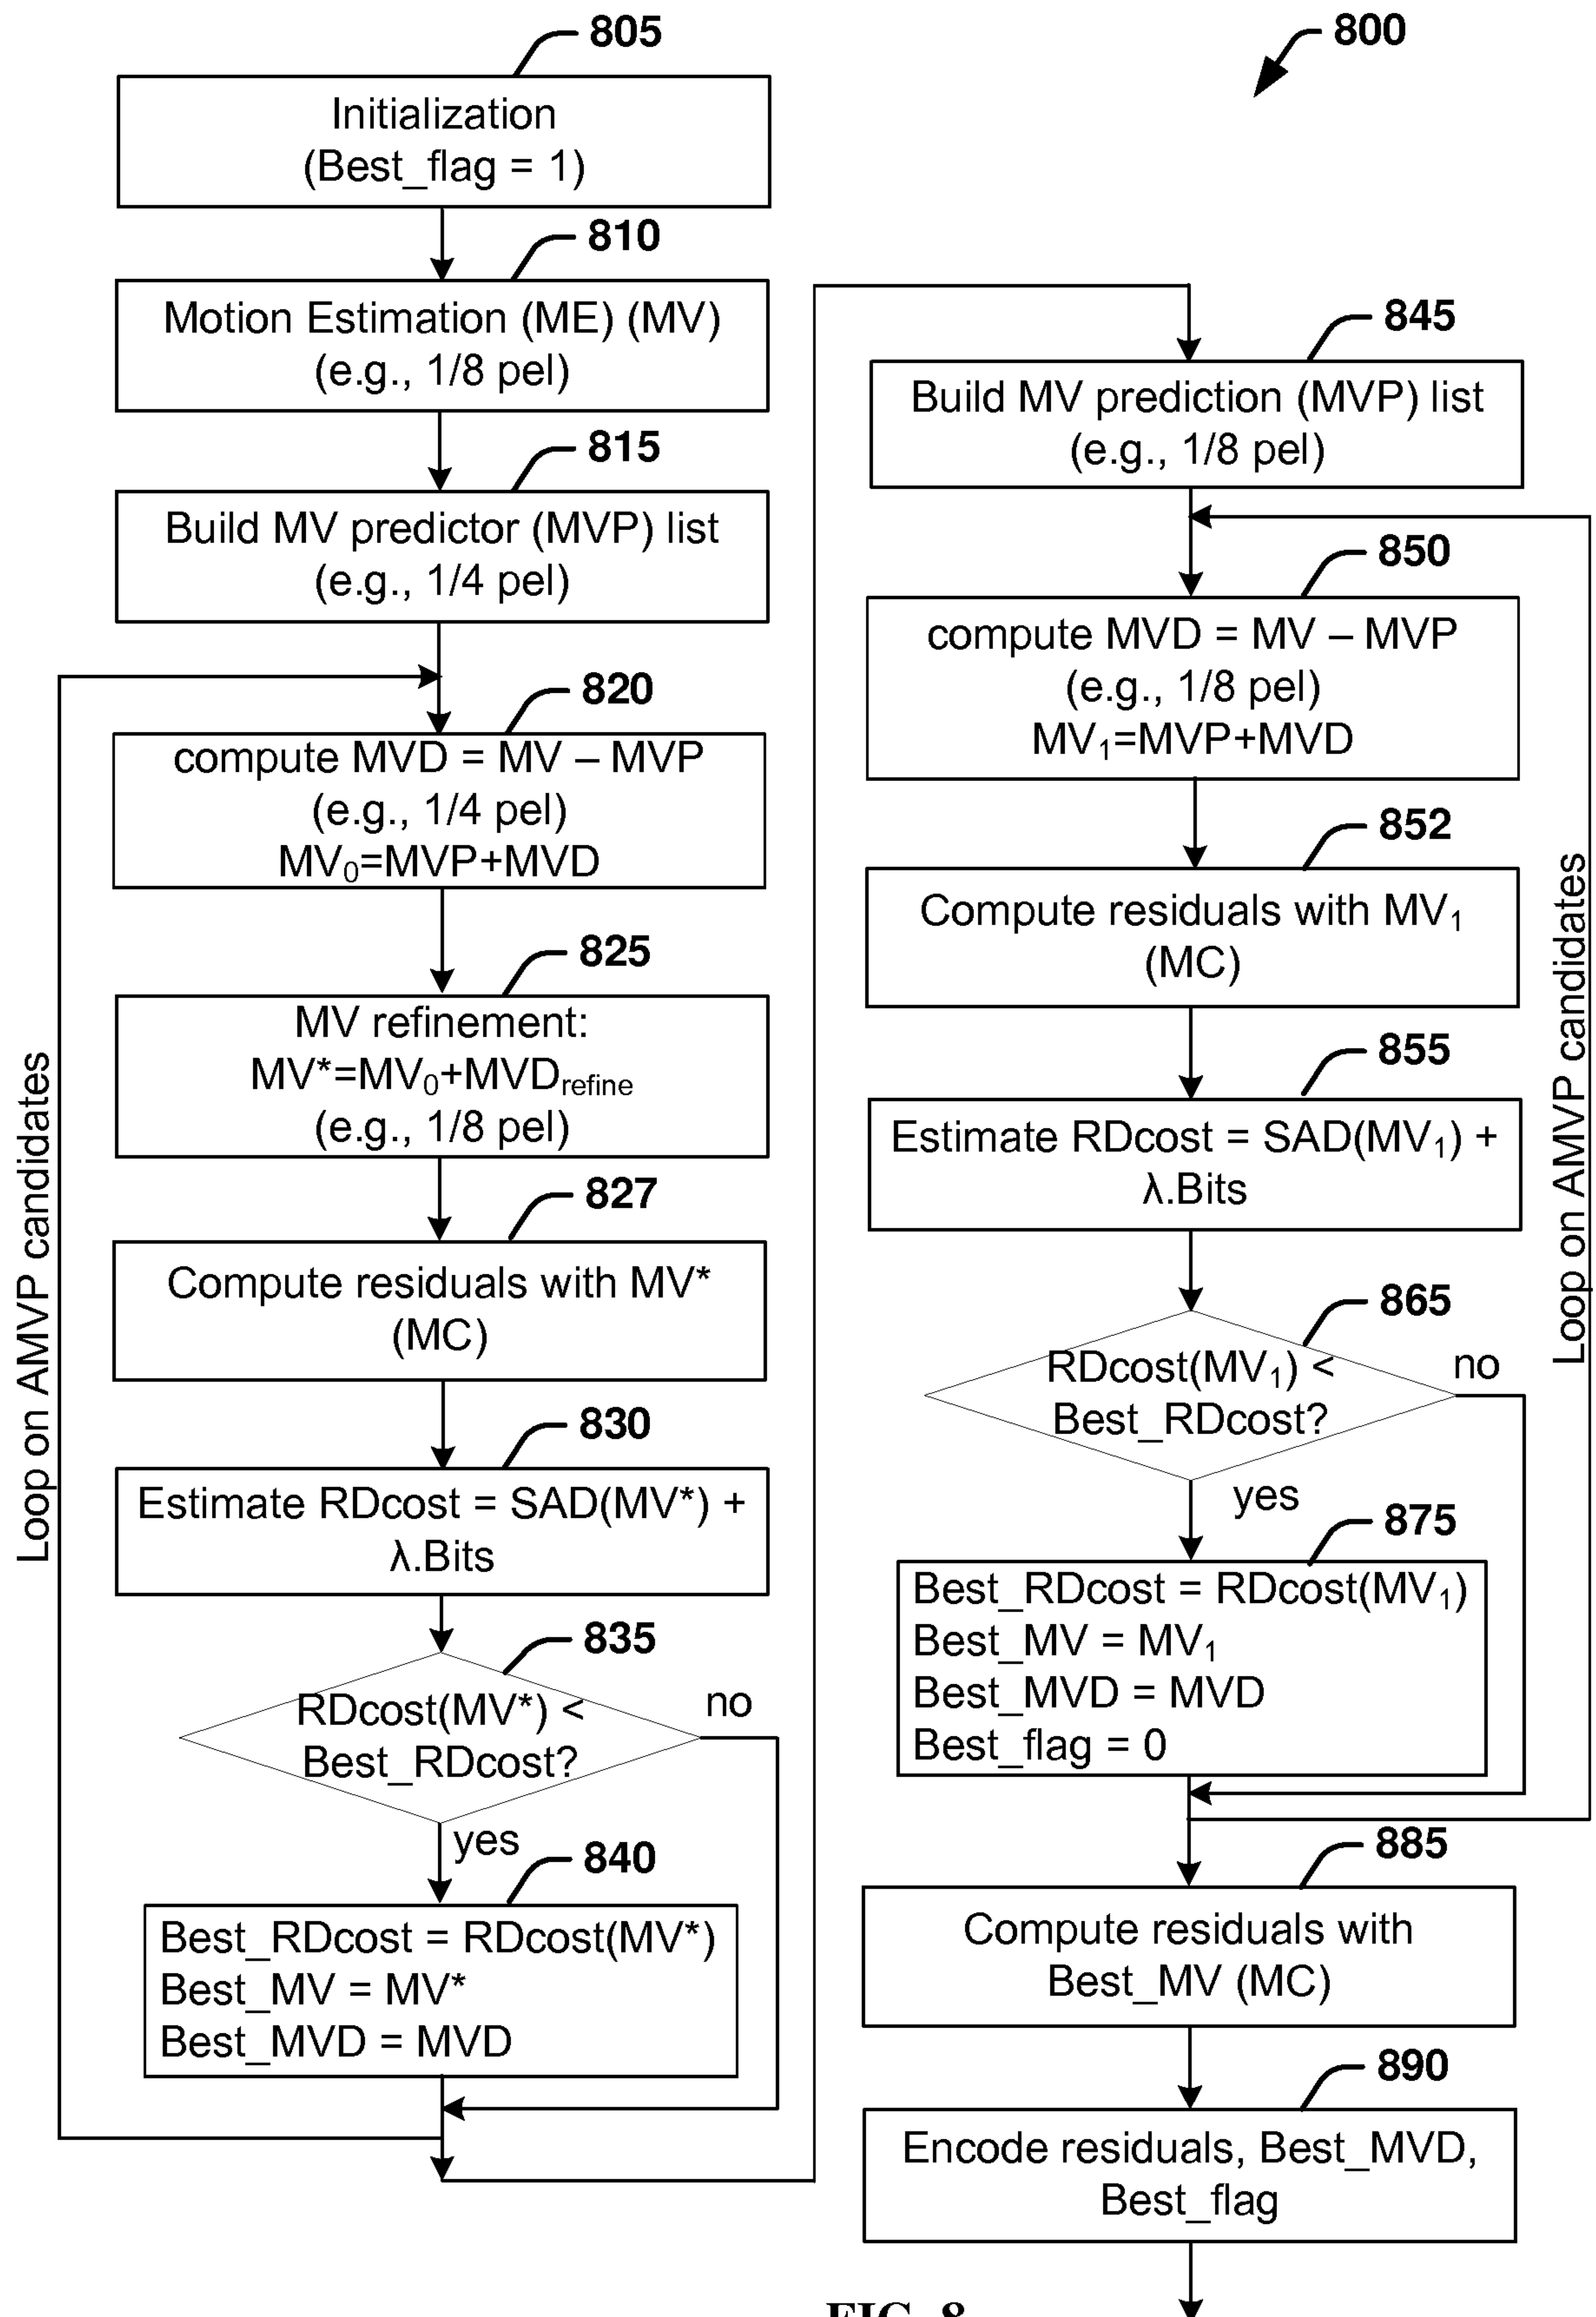 805
800
Initialization
(Best_flag = 1)
810
Motion Estimation (ME) (MV)
(e.g., 1/8 pel)
815
Build MV predictor (MVP) list
(e.g., 1/4 pel)
820
compute MVD = MV – MVP
(e.g., 1/4 pel)
MV₀=MVP+MVD
825
MV refinement:
MV*=MV₀+MVDrefine
(e.g., 1/8 pel)
827
Compute residuals with MV*
(MC)
830
Estimate RDcost = SAD(MV*) +
λ.Bits
835
RDcost(MV*) <
Best_RDcost?
no
yes
840
Best_RDcost = RDcost(MV*)
Best_MV = MV*
Best_MVD = MVD
Loop on AMVP candidates
845
Build MV prediction (MVP) list
(e.g., 1/8 pel)
850
compute MVD = MV – MVP
(e.g., 1/8 pel)
MV₁=MVP+MVD
852
Compute residuals with MV₁
(MC)
855
Estimate RDcost = SAD(MV₁) +
λ.Bits
865
RDcost(MV₁) <
Best_RDcost?
no
yes
875
Best_RDcost = RDcost(MV₁)
Best_MV = MV₁
Best_MVD = MVD
Best_flag = 0
Loop on AMVP candidates
885
Compute residuals with
Best_MV (MC)
890
Encode residuals, Best_MVD,
Best_flag
FIG. 8